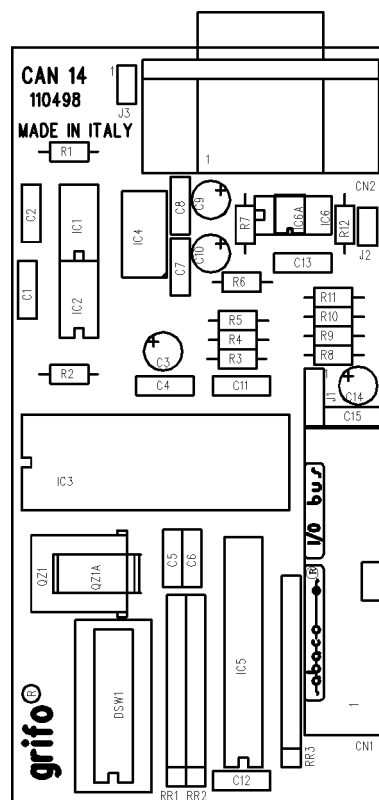 CAN 14
110498
MADE IN ITALY
1
J3
1
CN2
R1
C2
IC1
IC4
C8
C9
R7
IC6A
IC6
R12
J2
C1
IC2
C7
C10
C13
R6
R11
R5
R10
R4
R9
C3
R3
R8
R2
C4
C11
J1
C14
C15
IC3
I/O bus
QZ1
QZ1A
C5
C6
IC5
abaco
R
DSW1
1
grifo
R
RR1
RR2
C12
RR3
CN1